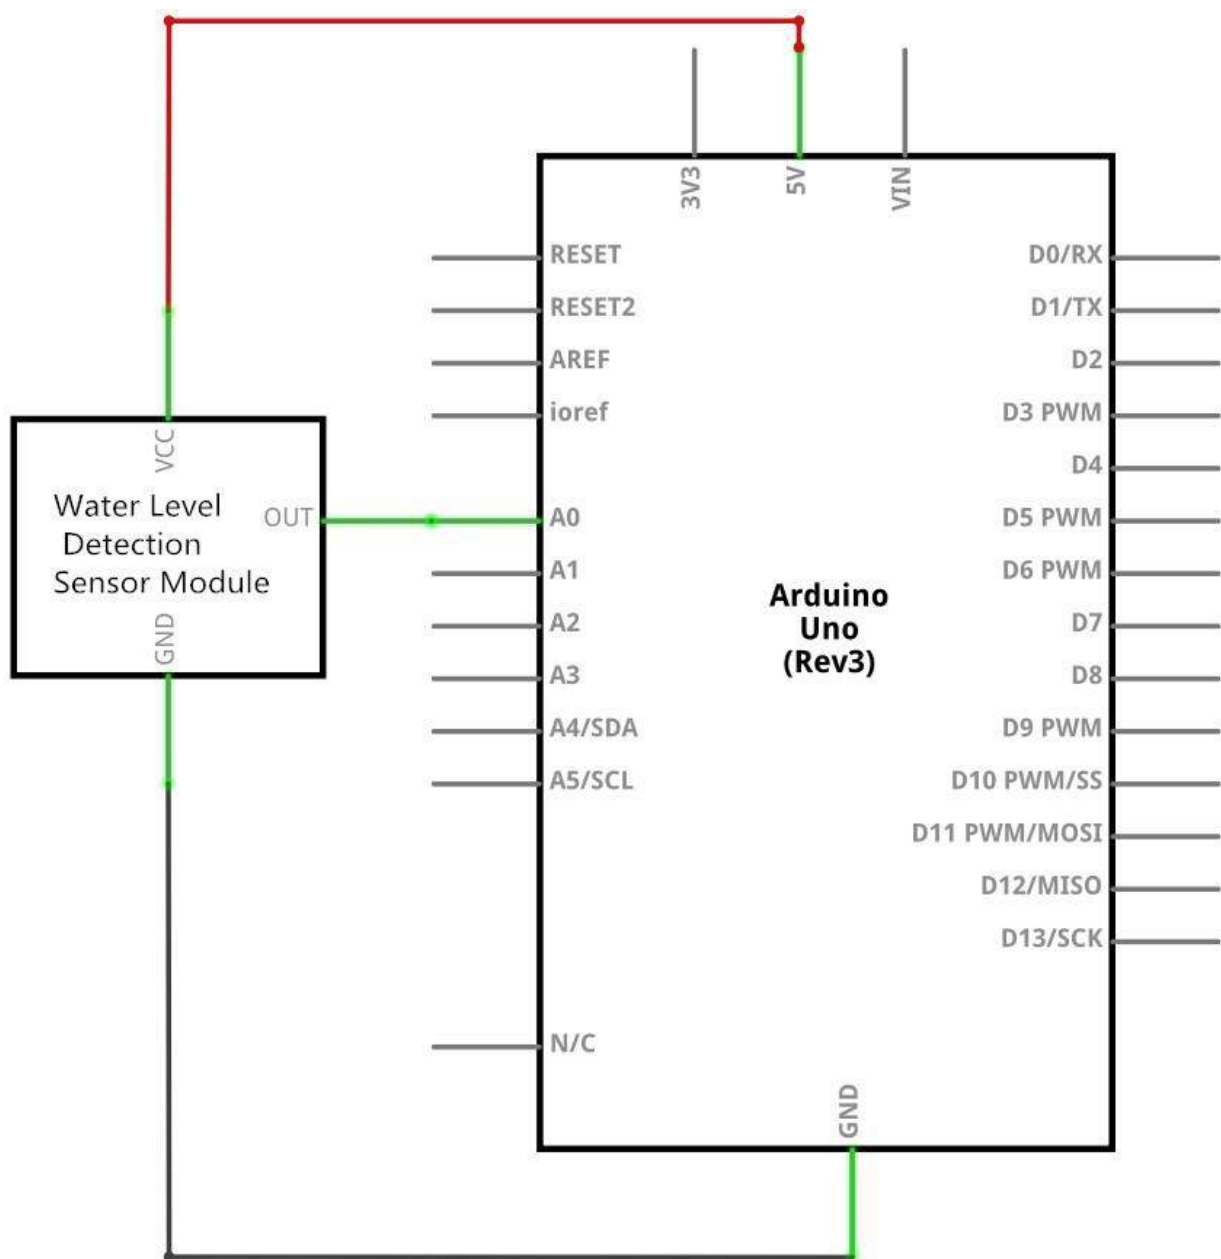 3V3
5V
VIN
RESET
RESET2
AREF
ioref
A0
A1
A2
A3
A4/SDA
A5/SCL
N/C
D0/RX
D1/TX
D2
D3 PWM
D4
D5 PWM
D6 PWM
D7
D8
D9 PWM
D10 PWM/SS
D11 PWM/MOSI
D12/MISO
D13/SCK
GND
Arduino
Uno
(Rev3)
VCC
Water Level
Detection
Sensor Module
OUT
GND